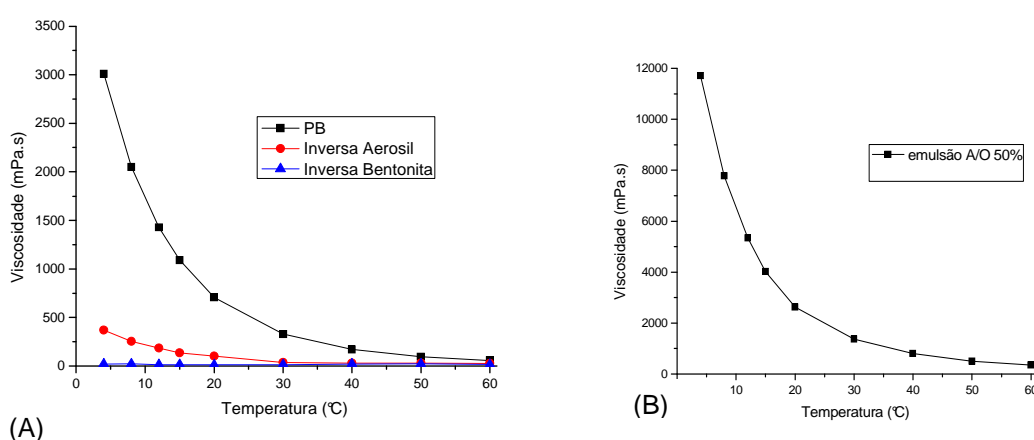 3500
3000
2500
2000
1500
1000
500
0
Viscosidade (mPa.s)
PB
Inversa Aerosil
Inversa Bentonita
0 10 20 30 40 50 60
Temperatura (°C)
(A)
12000
10000
8000
6000
4000
2000
0
Viscosidade (mPa.s)
emulsão A/O 50%
10 20 30 40 50 60
Temperatura (°C)
(B)